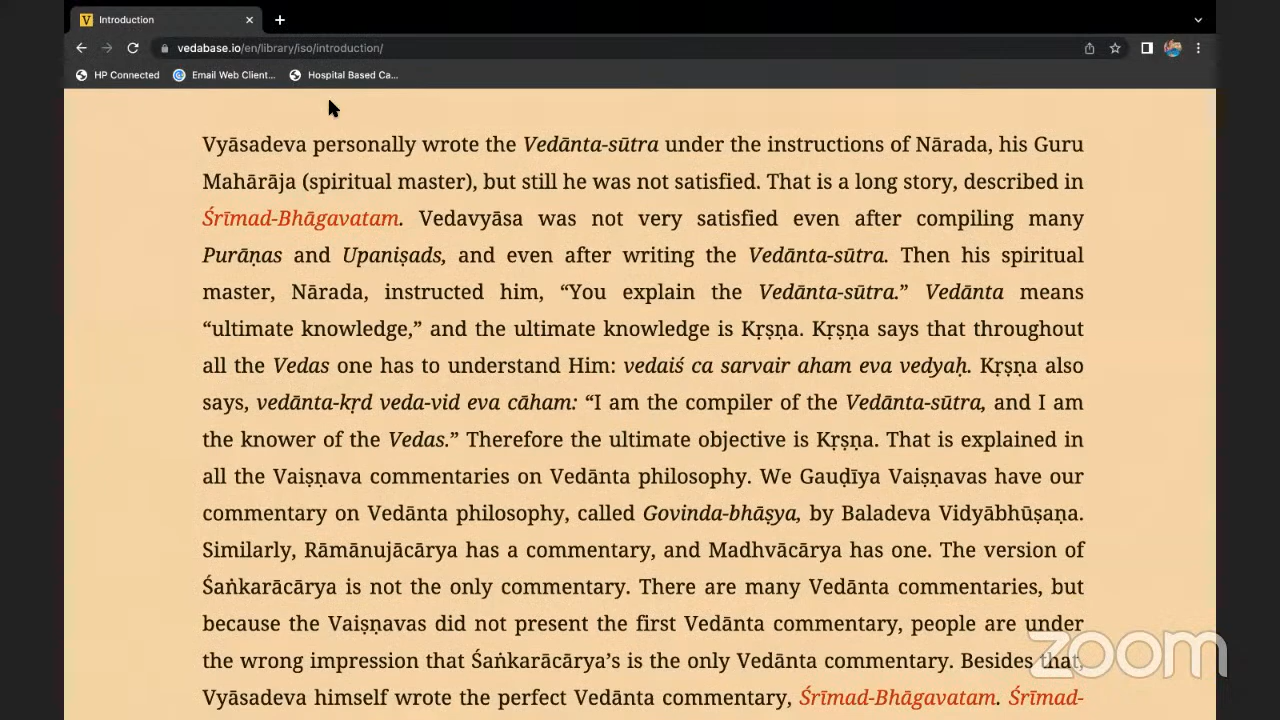 Introduction
vedabase.io/en/library/iso/introduction/
HP Connected Email Web Client... Hospital Based Ca...
Vyāsadeva personally wrote the Vedānta-sūtra under the instructions of Nārada, his Guru
Mahārāja (spiritual master), but still he was not satisfied. That is a long story, described in
Śrīmad-Bhāgavatam. Vedavyāsa was not very satisfied even after compiling many
Purāṇas and Upaniṣads, and even after writing the Vedānta-sūtra. Then his spiritual
master, Nārada, instructed him, “You explain the Vedānta-sūtra.” Vedānta means
“ultimate knowledge,” and the ultimate knowledge is Kṛṣṇa. Kṛṣṇa says that throughout
all the Vedas one has to understand Him: vedaiś ca sarvair aham eva vedyaḥ. Kṛṣṇa also
says, vedānta-kṛd veda-vid eva cāham: “I am the compiler of the Vedānta-sūtra, and I am
the knower of the Vedas.” Therefore the ultimate objective is Kṛṣṇa. That is explained in
all the Vaiṣṇava commentaries on Vedānta philosophy. We Gauḍīya Vaiṣṇavas have our
commentary on Vedānta philosophy, called Govinda-bhāṣya, by Baladeva Vidyābhūṣaṇa.
Similarly, Rāmānujācārya has a commentary, and Madhvācārya has one. The version of
Śaṅkarācārya is not the only commentary. There are many Vedānta commentaries, but
because the Vaiṣṇavas did not present the first Vedānta commentary, people are under
the wrong impression that Śaṅkarācārya’s is the only Vedānta commentary. Besides that,
Vyāsadeva himself wrote the perfect Vedānta commentary, Śrīmad-Bhāgavatam. Śrīmad-
zoom